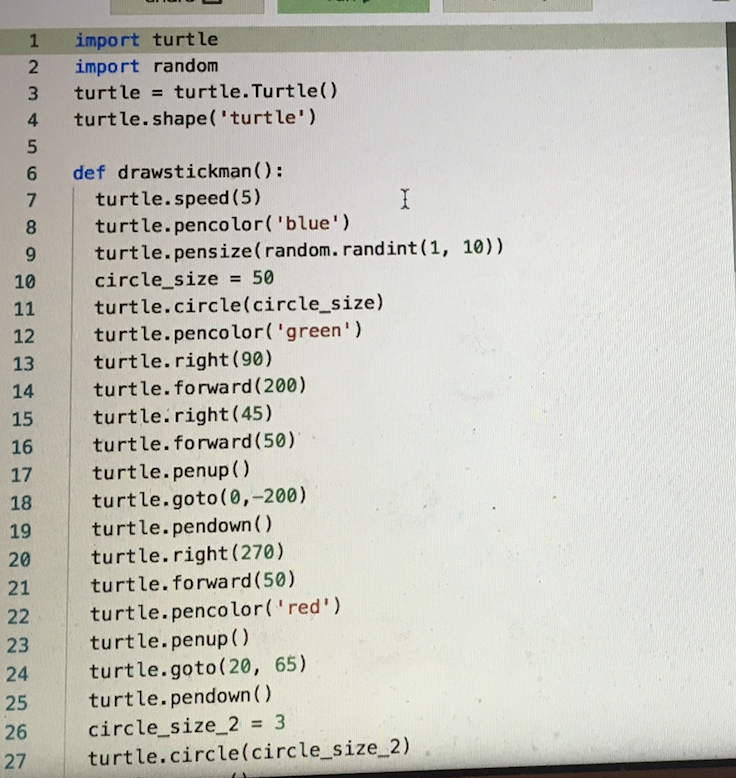 1 import turtle
2 import random
3 turtle = turtle.Turtle()
4 turtle.shape('turtle')
5
6 def drawstickman():
7 turtle.speed(5)
8 turtle.pencolor('blue')
9 turtle.pensize(random.randint(1, 10))
10 circle_size = 50
11 turtle.circle(circle_size)
12 turtle.pencolor('green')
13 turtle.right(90)
14 turtle.forward(200)
15 turtle.right(45)
16 turtle.forward(50)
17 turtle.penup()
18 turtle.goto(0,-200)
19 turtle.pendown()
20 turtle.right(270)
21 turtle.forward(50)
22 turtle.pencolor('red')
23 turtle.penup()
24 turtle.goto(20, 65)
25 turtle.pendown()
26 circle_size_2 = 3
27 turtle.circle(circle_size_2)